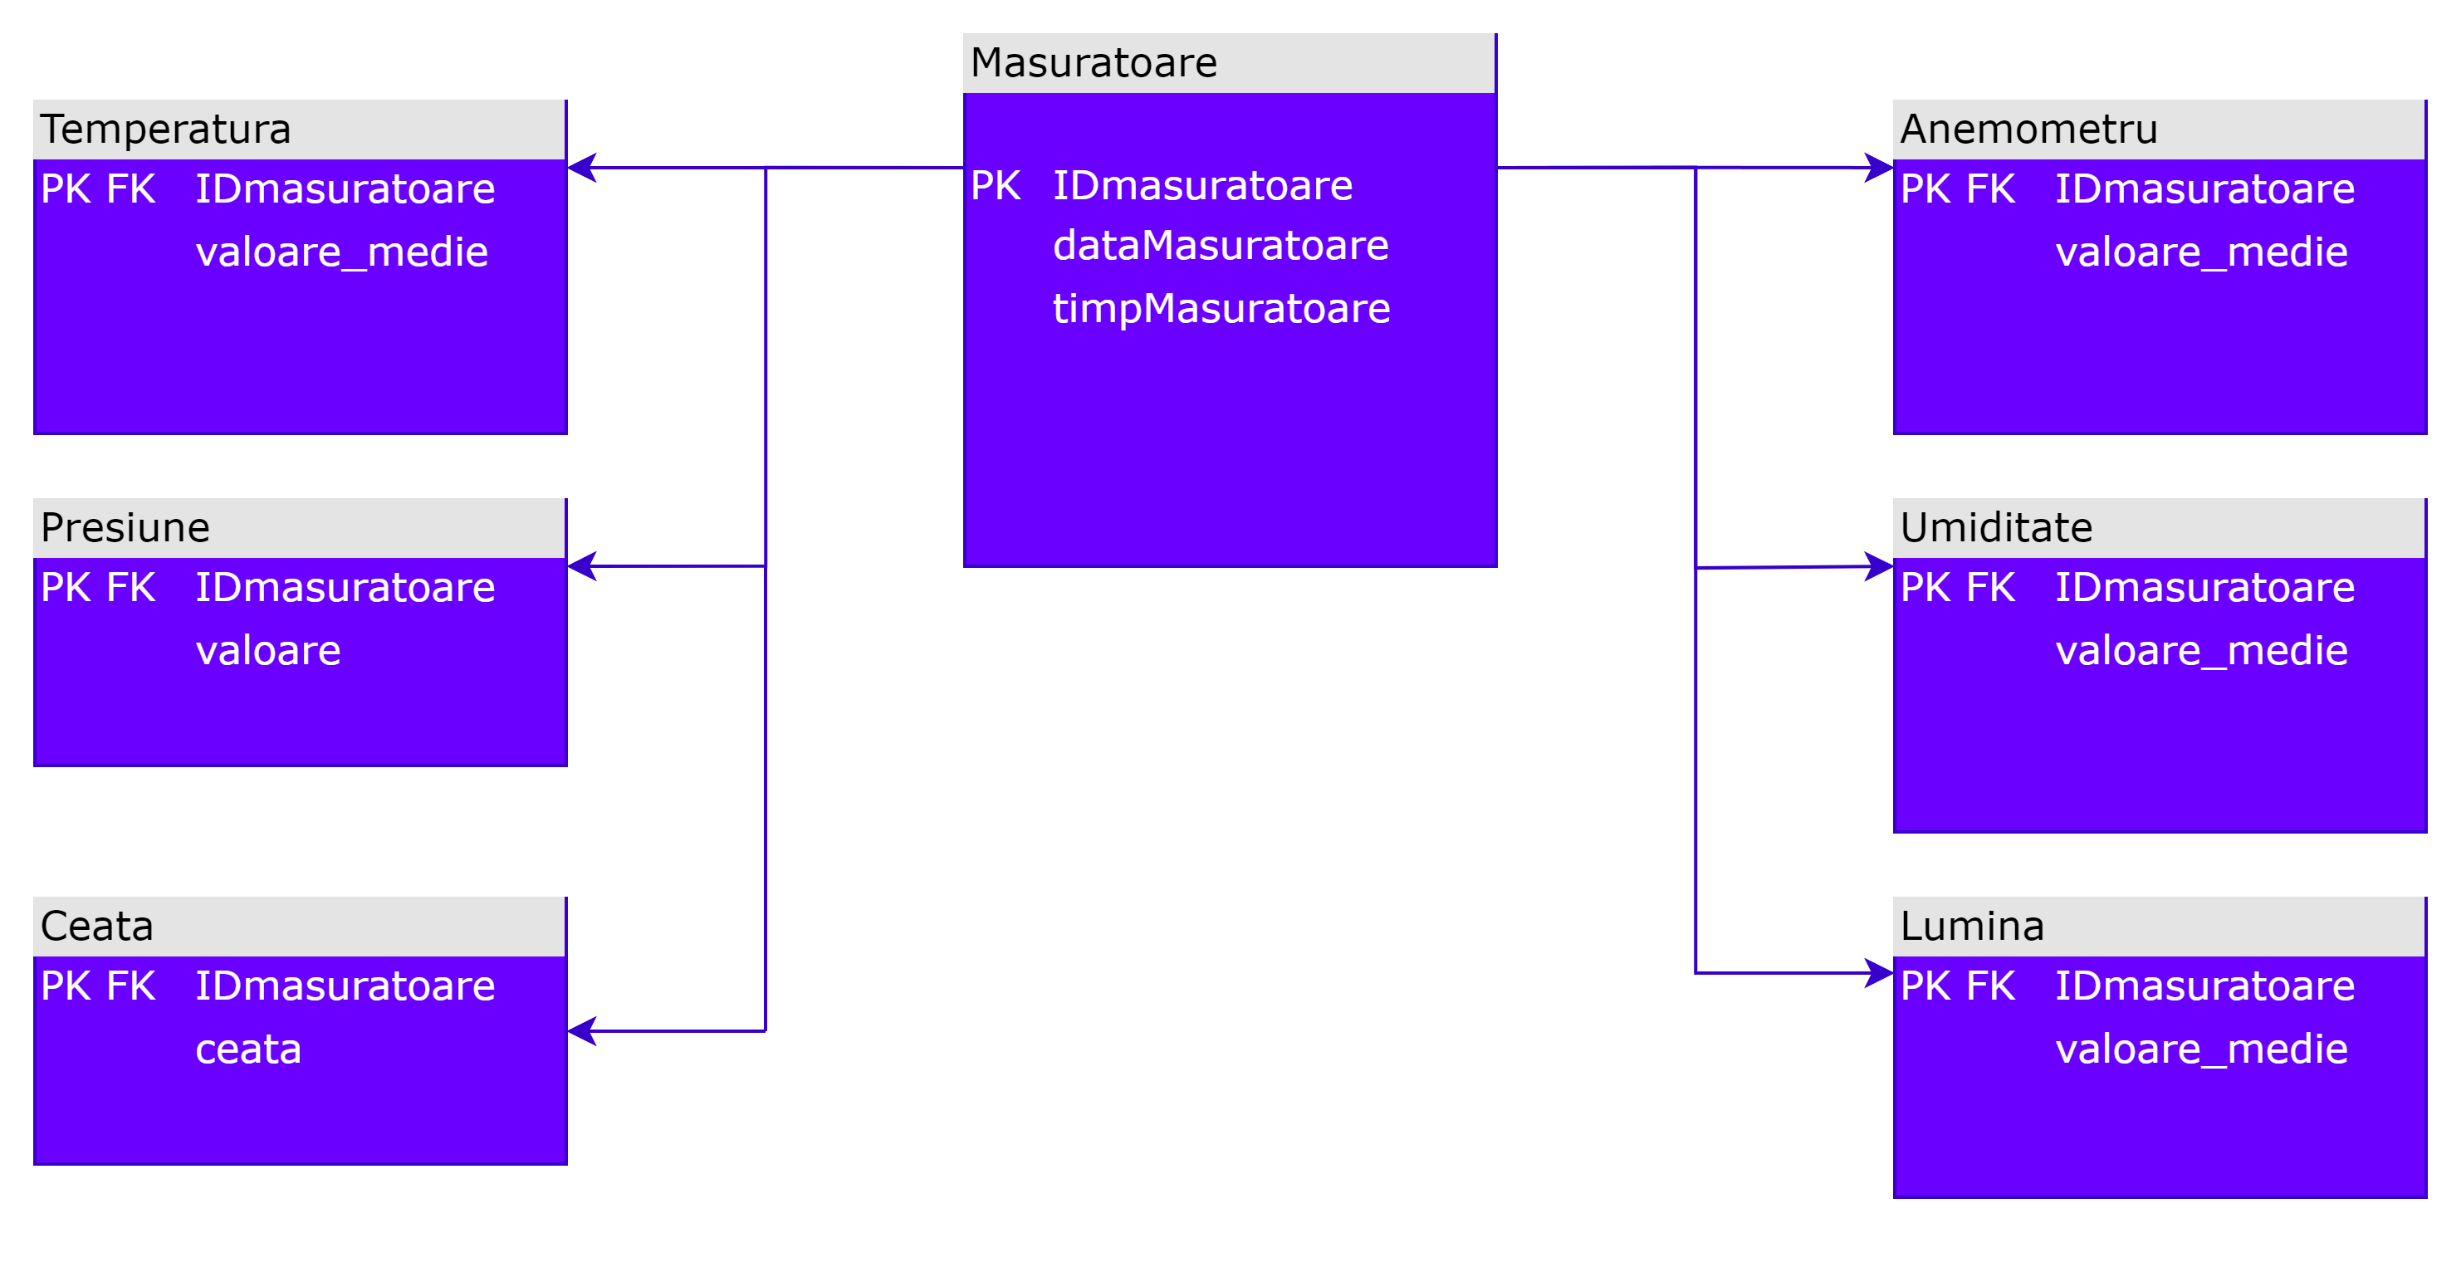 Masuratoare
PK IDmasuratoare
dataMasuratoare
timpMasuratoare
Temperatura
PK FK IDmasuratoare
valoare_medie
Presiune
PK FK IDmasuratoare
valoare
Ceata
PK FK IDmasuratoare
ceata
Anemometru
PK FK IDmasuratoare
valoare_medie
Umiditate
PK FK IDmasuratoare
valoare_medie
Lumina
PK FK IDmasuratoare
valoare_medie